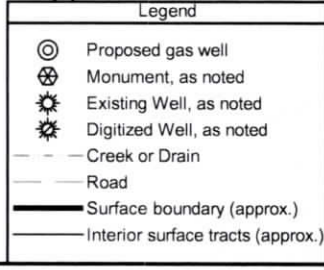 Legend
Proposed gas well
Monument, as noted
Existing Well, as noted
Digitized Well, as noted
Creek or Drain
Road
Surface boundary (approx.)
Interior surface tracts (approx.)